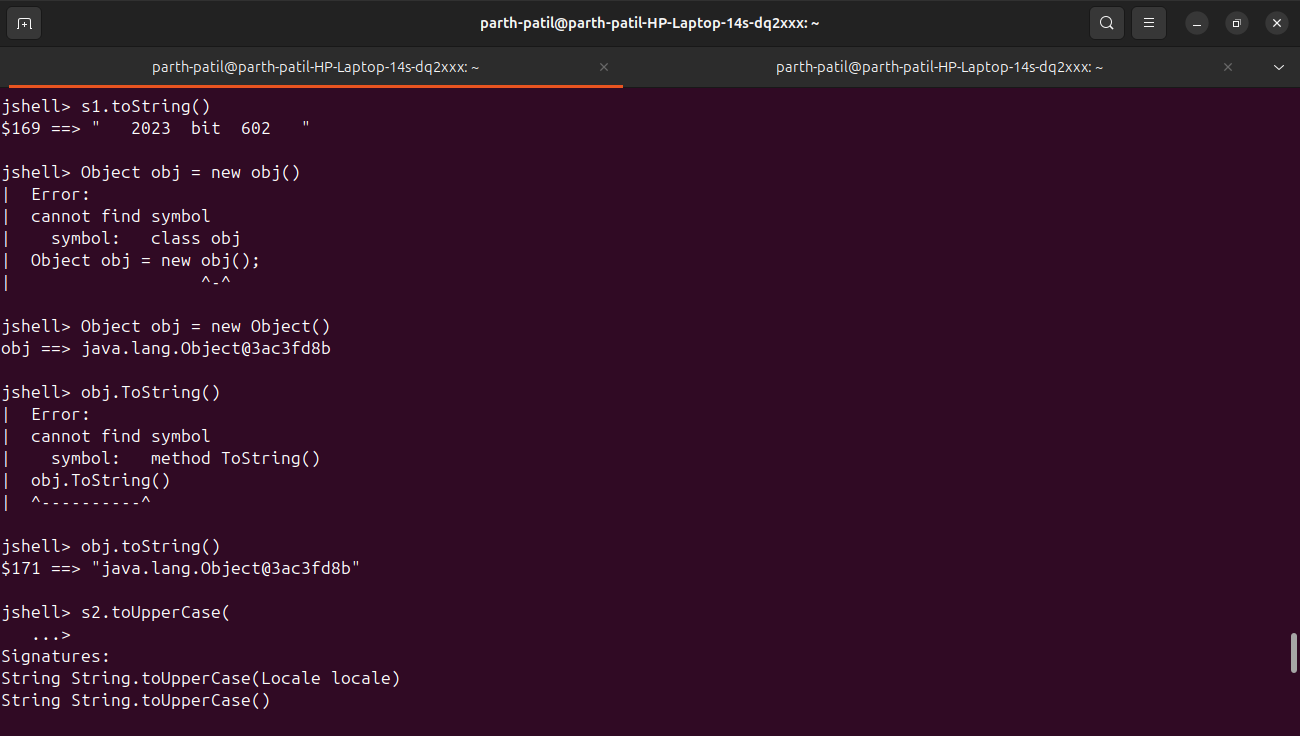 parth-patil@parth-patil-HP-Laptop-14s-dq2xxx: ~
parth-patil@parth-patil-HP-Laptop-14s-dq2xxx: ~
parth-patil@parth-patil-HP-Laptop-14s-dq2xxx: ~
jshell> s1.toString()
$169 ==> "   2023  bit  602   "
jshell> Object obj = new obj()
|  Error:
|  cannot find symbol
|    symbol:   class obj
|  Object obj = new obj();
|                   ^-^
jshell> Object obj = new Object()
obj ==> java.lang.Object@3ac3fd8b
jshell> obj.ToString()
|  Error:
|  cannot find symbol
|    symbol:   method ToString()
|  obj.ToString()
|  ^----------^
jshell> obj.toString()
$171 ==> "java.lang.Object@3ac3fd8b"
jshell> s2.toUpperCase(
   ...>
Signatures:
String String.toUpperCase(Locale locale)
String String.toUpperCase()